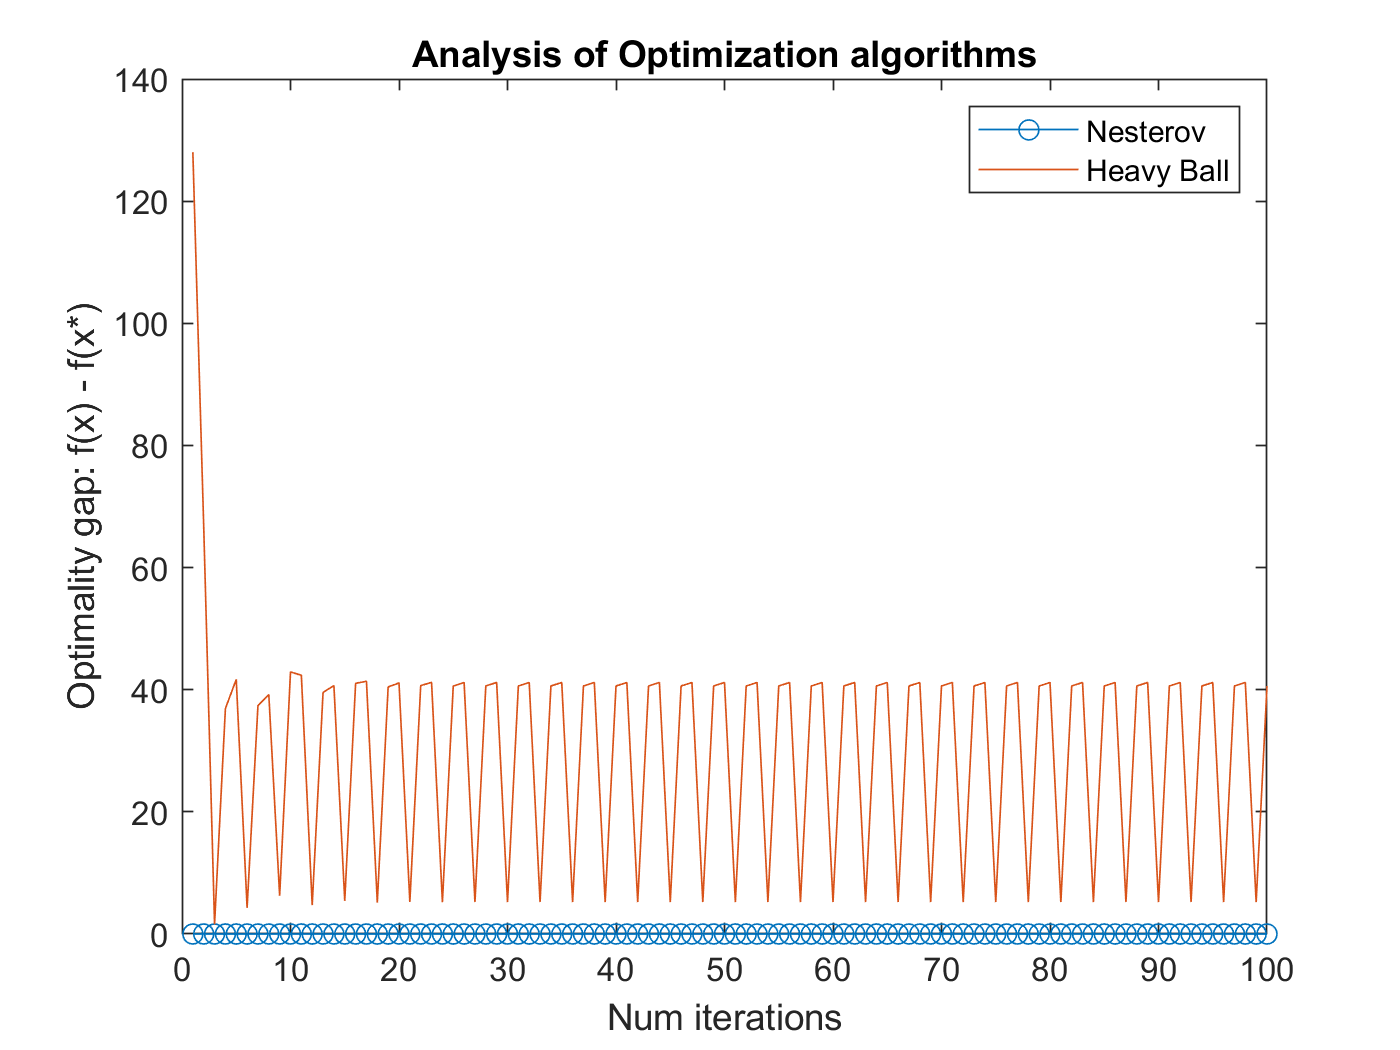 Analysis of Optimization algorithms
140
120
100
80
60
40
20
0
Optimality gap: f(x) - f(x*)
Nesterov
Heavy Ball
0 10 20 30 40 50 60 70 80 90 100
Num iterations